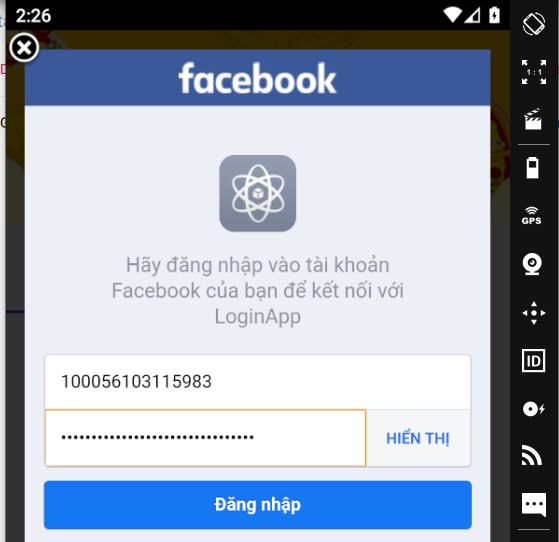 2:26
facebook
Hãy đăng nhập vào tài khoản
Facebook của bạn để kết nối với
LoginApp
100056103115983
••••••••••••••••••••••••••••••••
HIỂN THỊ
Đăng nhập
1:1
GPS
ID